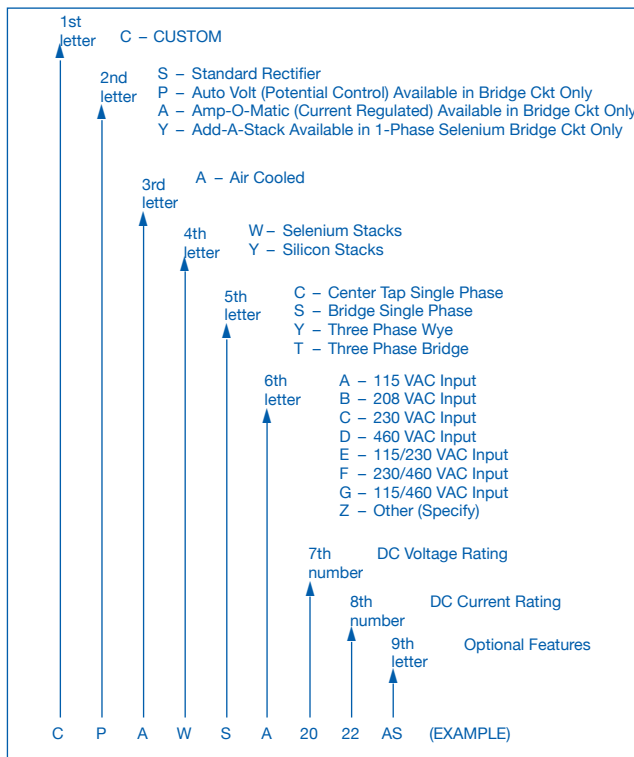 1st
letter
C – CUSTOM
2nd
letter
S – Standard Rectifier
P – Auto Volt (Potential Control) Available in Bridge Ckt Only
A – Amp-O-Matic (Current Regulated) Available in Bridge Ckt Only
Y – Add-A-Stack Available in 1-Phase Selenium Bridge Ckt Only
3rd
letter
A – Air Cooled
4th
letter
W – Selenium Stacks
Y – Silicon Stacks
5th
letter
C – Center Tap Single Phase
S – Bridge Single Phase
Y – Three Phase Wye
T – Three Phase Bridge
6th
letter
A – 115 VAC Input
B – 208 VAC Input
C – 230 VAC Input
D – 460 VAC Input
E – 115/230 VAC Input
F – 230/460 VAC Input
G – 115/460 VAC Input
Z – Other (Specify)
7th
number
DC Voltage Rating
8th
number
DC Current Rating
9th
letter
Optional Features
C P A W S A 20 22 AS (EXAMPLE)